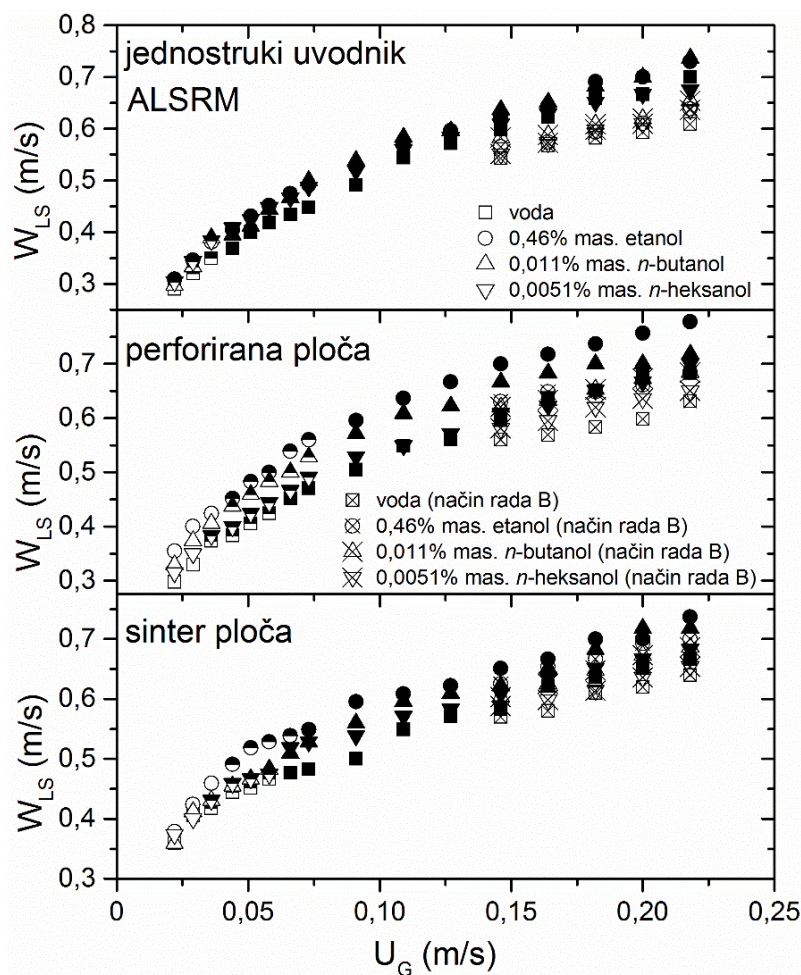 jednostruki uvodnik
ALSRM
W_LS (m/s)
0,8
0,7
0,6
0,5
0,4
0,3
voda
0,46% mas. etanol
0,011% mas. n-butanol
0,0051% mas. n-heksanol
perforirana ploča
W_LS (m/s)
0,7
0,6
0,5
0,4
0,3
voda (način rada B)
0,46% mas. etanol (način rada B)
0,011% mas. n-butanol (način rada B)
0,0051% mas. n-heksanol (način rada B)
sinter ploča
W_LS (m/s)
0,7
0,6
0,5
0,4
0,3
0 0,05 0,10 0,15 0,20 0,25
U_G (m/s)